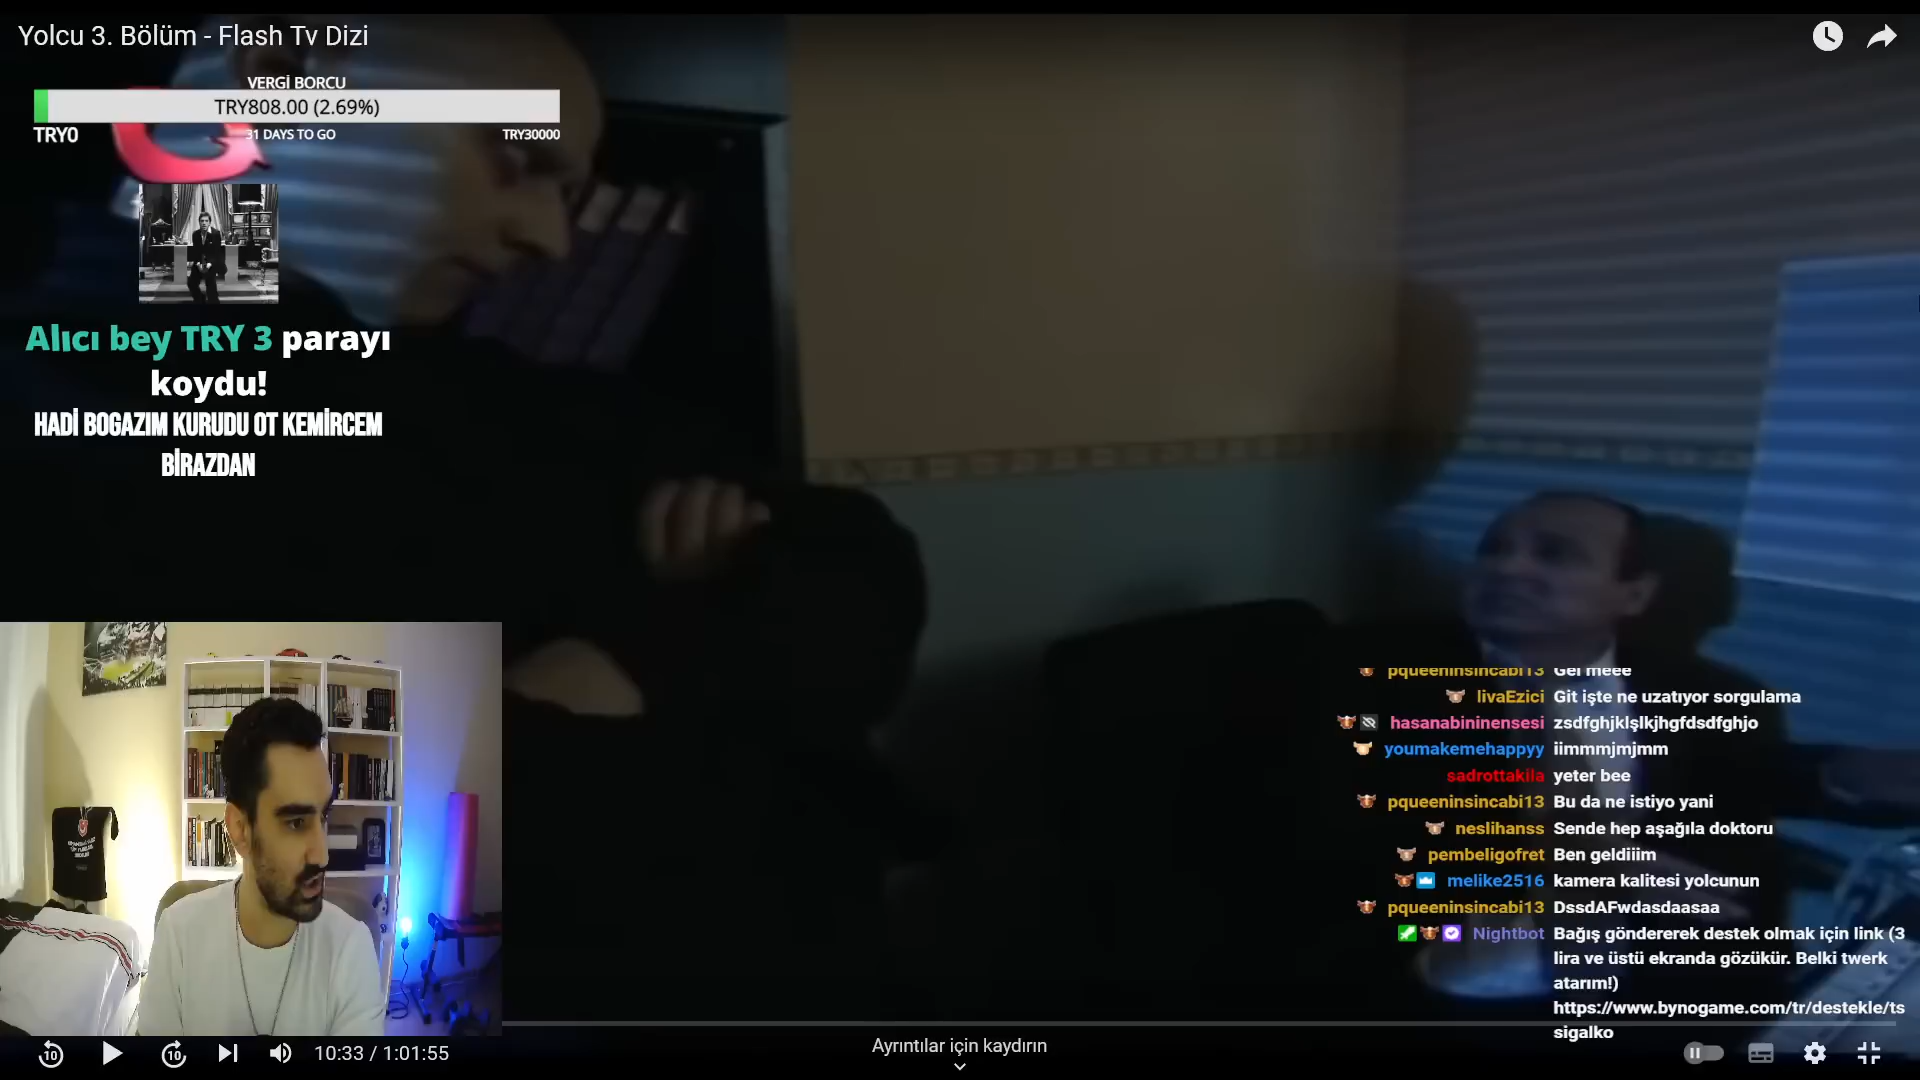 Yolcu 3. Bölüm - Flash Tv Dizi
VERGİ BORCU
TRY808.00 (2.69%)
TRY0
31 DAYS TO GO
TRY30000
Alıcı bey TRY 3 parayı
koydu!
HADİ BOGAZIM KURUDU OT KEMİRCEM
BİRAZDAN
pqueeninsincabi13 Gel meee
livaEzici Git işte ne uzatıyor sorgulama
hasanabininensesi zsdfghjklşlkjhgfdsdfghjo
youmakemehappyy iimmmjmjmm
sadrottakila yeter bee
pqueeninsincabi13 Bu da ne istiyo yani
neslihanss Sende hep aşağıla doktoru
pembeligofret Ben geldiiim
melike2516 kamera kalitesi yolcunun
pqueeninsincabi13 DssdAFwdasdaasaa
Nightbot Bağış göndererek destek olmak için link (3
lira ve üstü ekranda gözükür. Belki twerk
atarım!)
https://www.bynogame.com/tr/destekle/ts
sigalko
10
10
10:33 / 1:01:55
Ayrıntılar için kaydırın